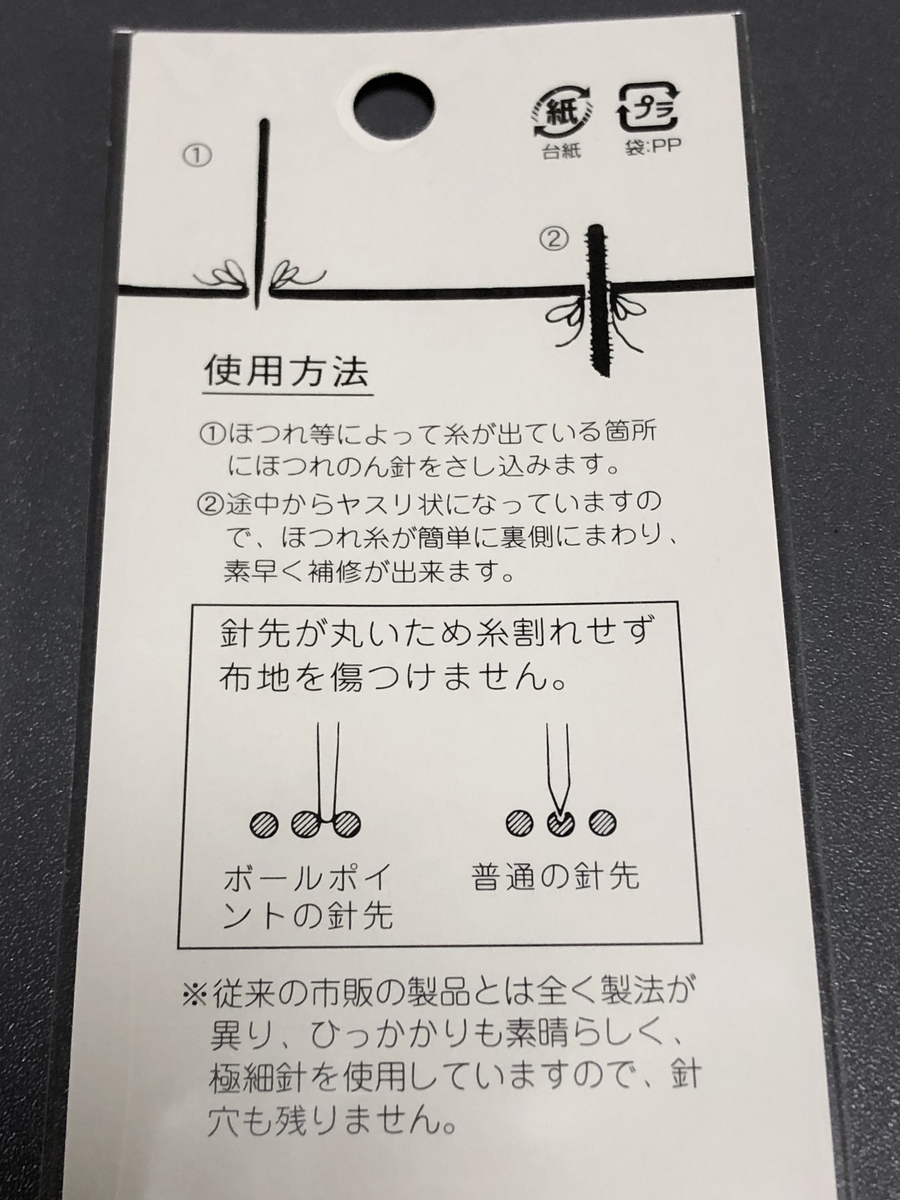 紙
プラ
台紙
袋:PP
①
②
使用方法
①ほつれ等によって糸が出ている箇所
にほつれのん針をさし込みます。
②途中からヤスリ状になっていますの
で、ほつれ糸が簡単に裏側にまわり、
素早く補修が出来ます。
針先が丸いため糸割れせず
布地を傷つけません。
ボールポイ
ントの針先
普通の針先
※従来の市販の製品とは全く製法が
異り、ひっかかりも素晴らしく、
極細針を使用していますので、針
穴も残りません。